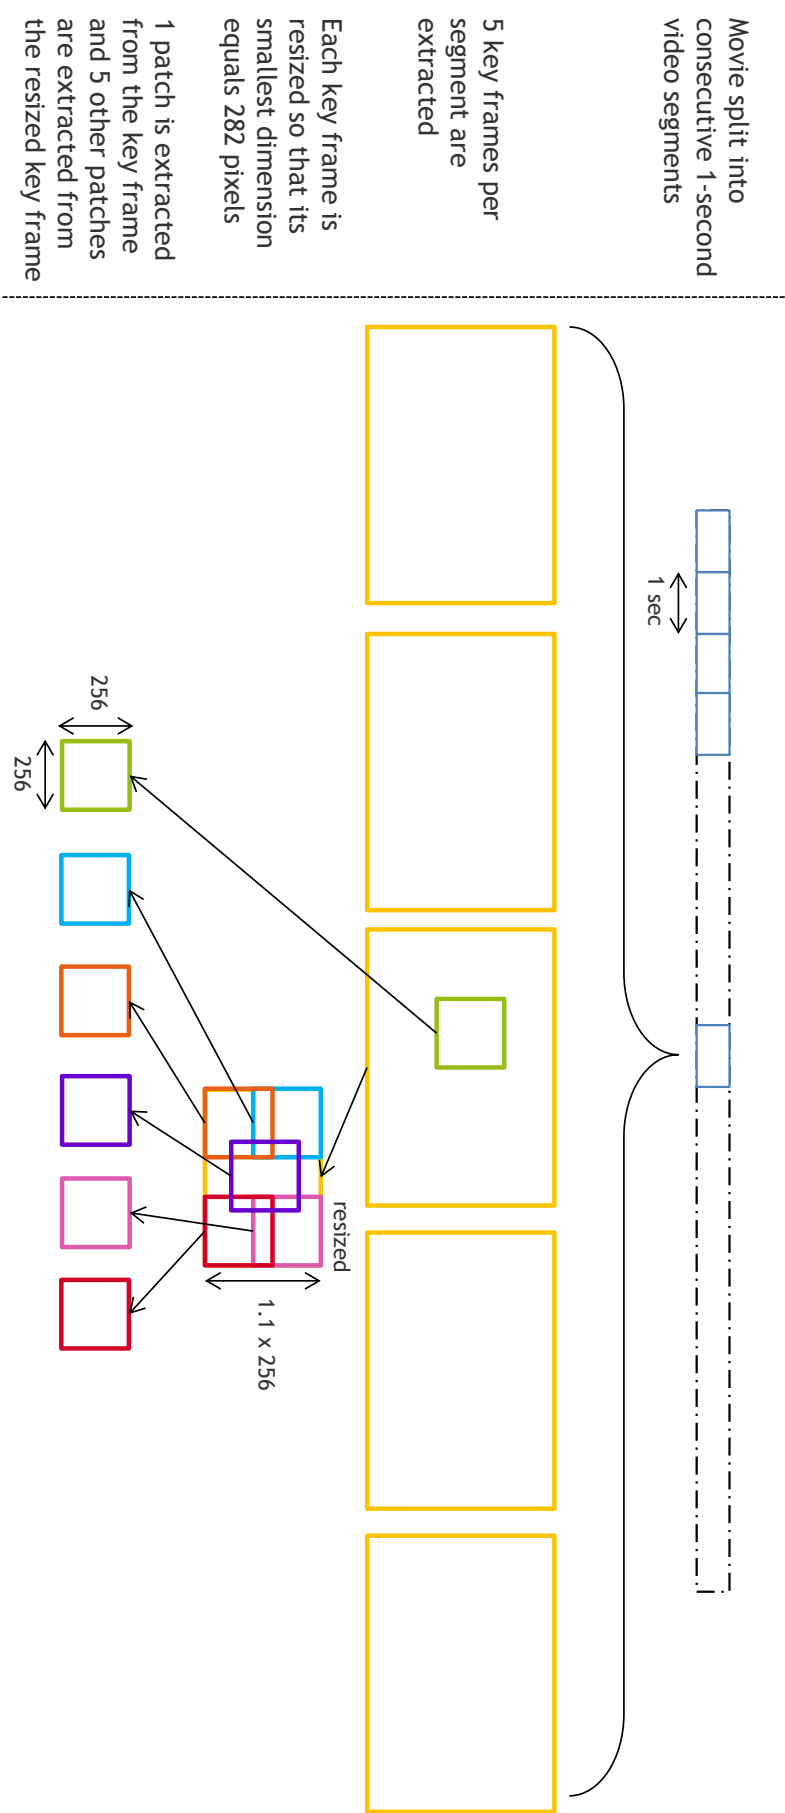 Movie split into
consecutive 1-second
video segments
1 sec
5 key frames per
segment are
extracted
Each key frame is
resized so that its
smallest dimension
equals 282 pixels
resized
1.1 x 256
1 patch is extracted
from the key frame
and 5 other patches
are extracted from
the resized key frame
256
256